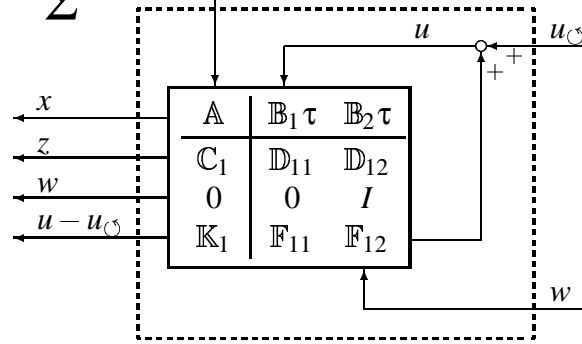 u u↺
+
+
x 𝔸 𝔹₁τ 𝔹₂τ
z ℂ₁ 𝔻₁₁ 𝔻₁₂
w 0 0 I
u − u↺ 𝕂₁ 𝔽₁₁ 𝔽₁₂
w